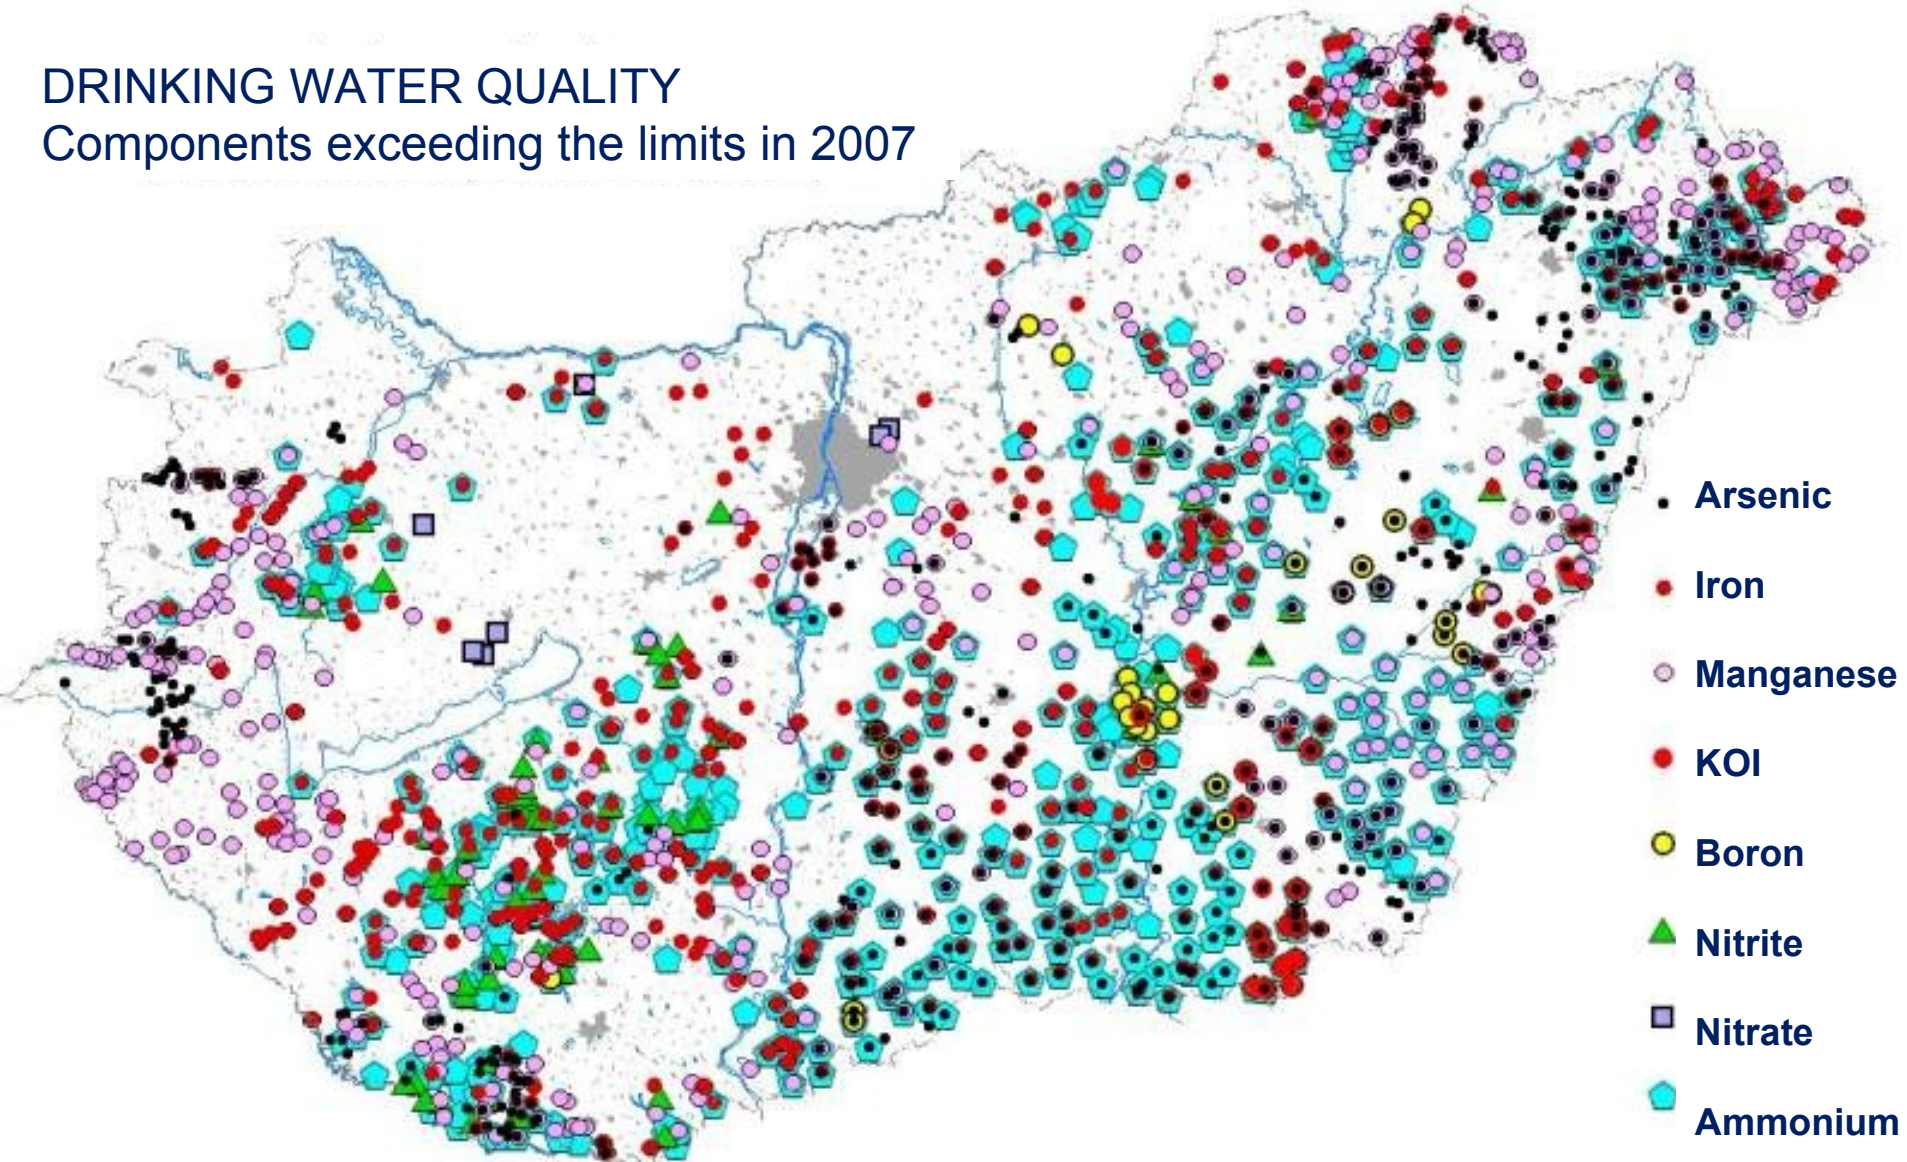 DRINKING WATER QUALITY
Components exceeding the limits in 2007
Arsenic
Iron
Manganese
KOI
Boron
Nitrite
Nitrate
Ammonium